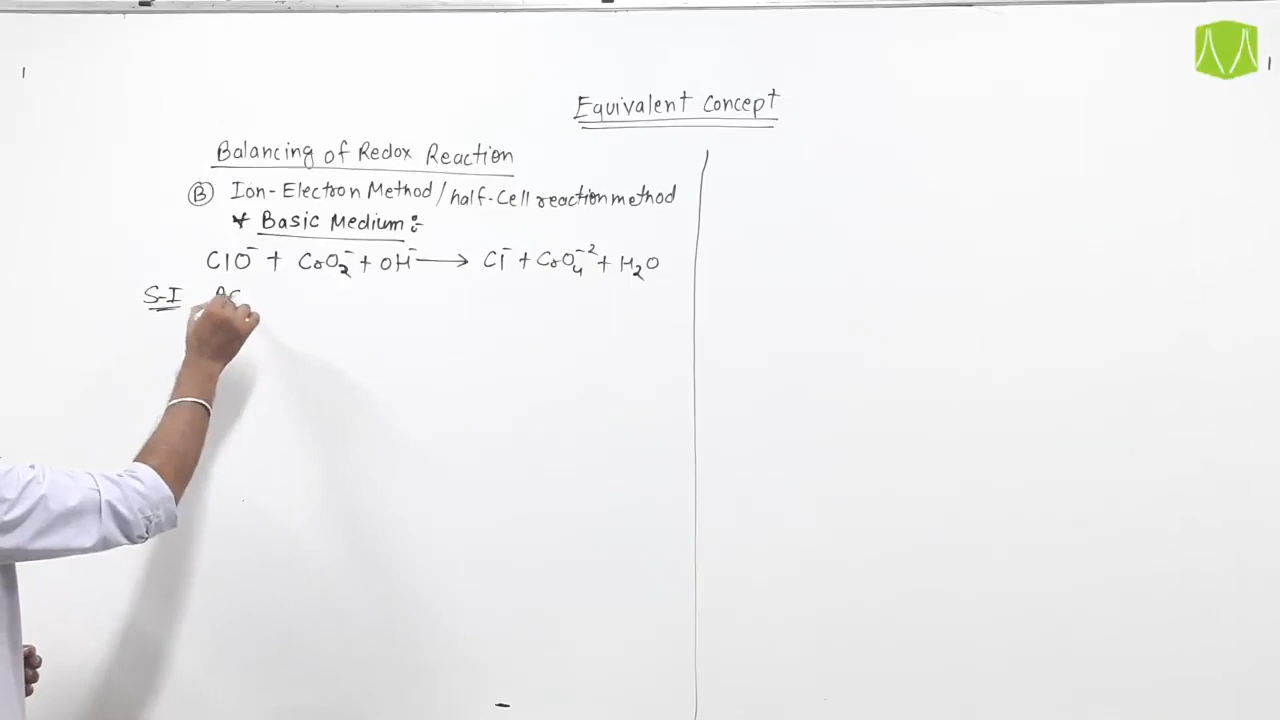 Equivalent Concept
Balancing of Redox Reaction
Ⓑ Ion-Electron Method/half-Cell reaction method
* Basic Medium:-
ClO⁻ + CrO₂⁻ + OH⁻ ⟶ Cl⁻ + CrO₄⁻² + H₂O
S-I